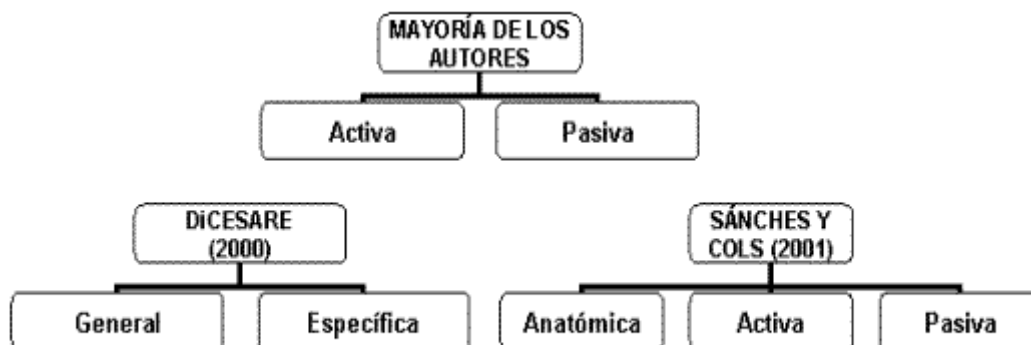 MAYORÍA DE LOS
AUTORES
Activa
Pasiva
DiCESARE
(2000)
General
Específica
SÁNCHES Y
COLS (2001)
Anatómica
Activa
Pasiva